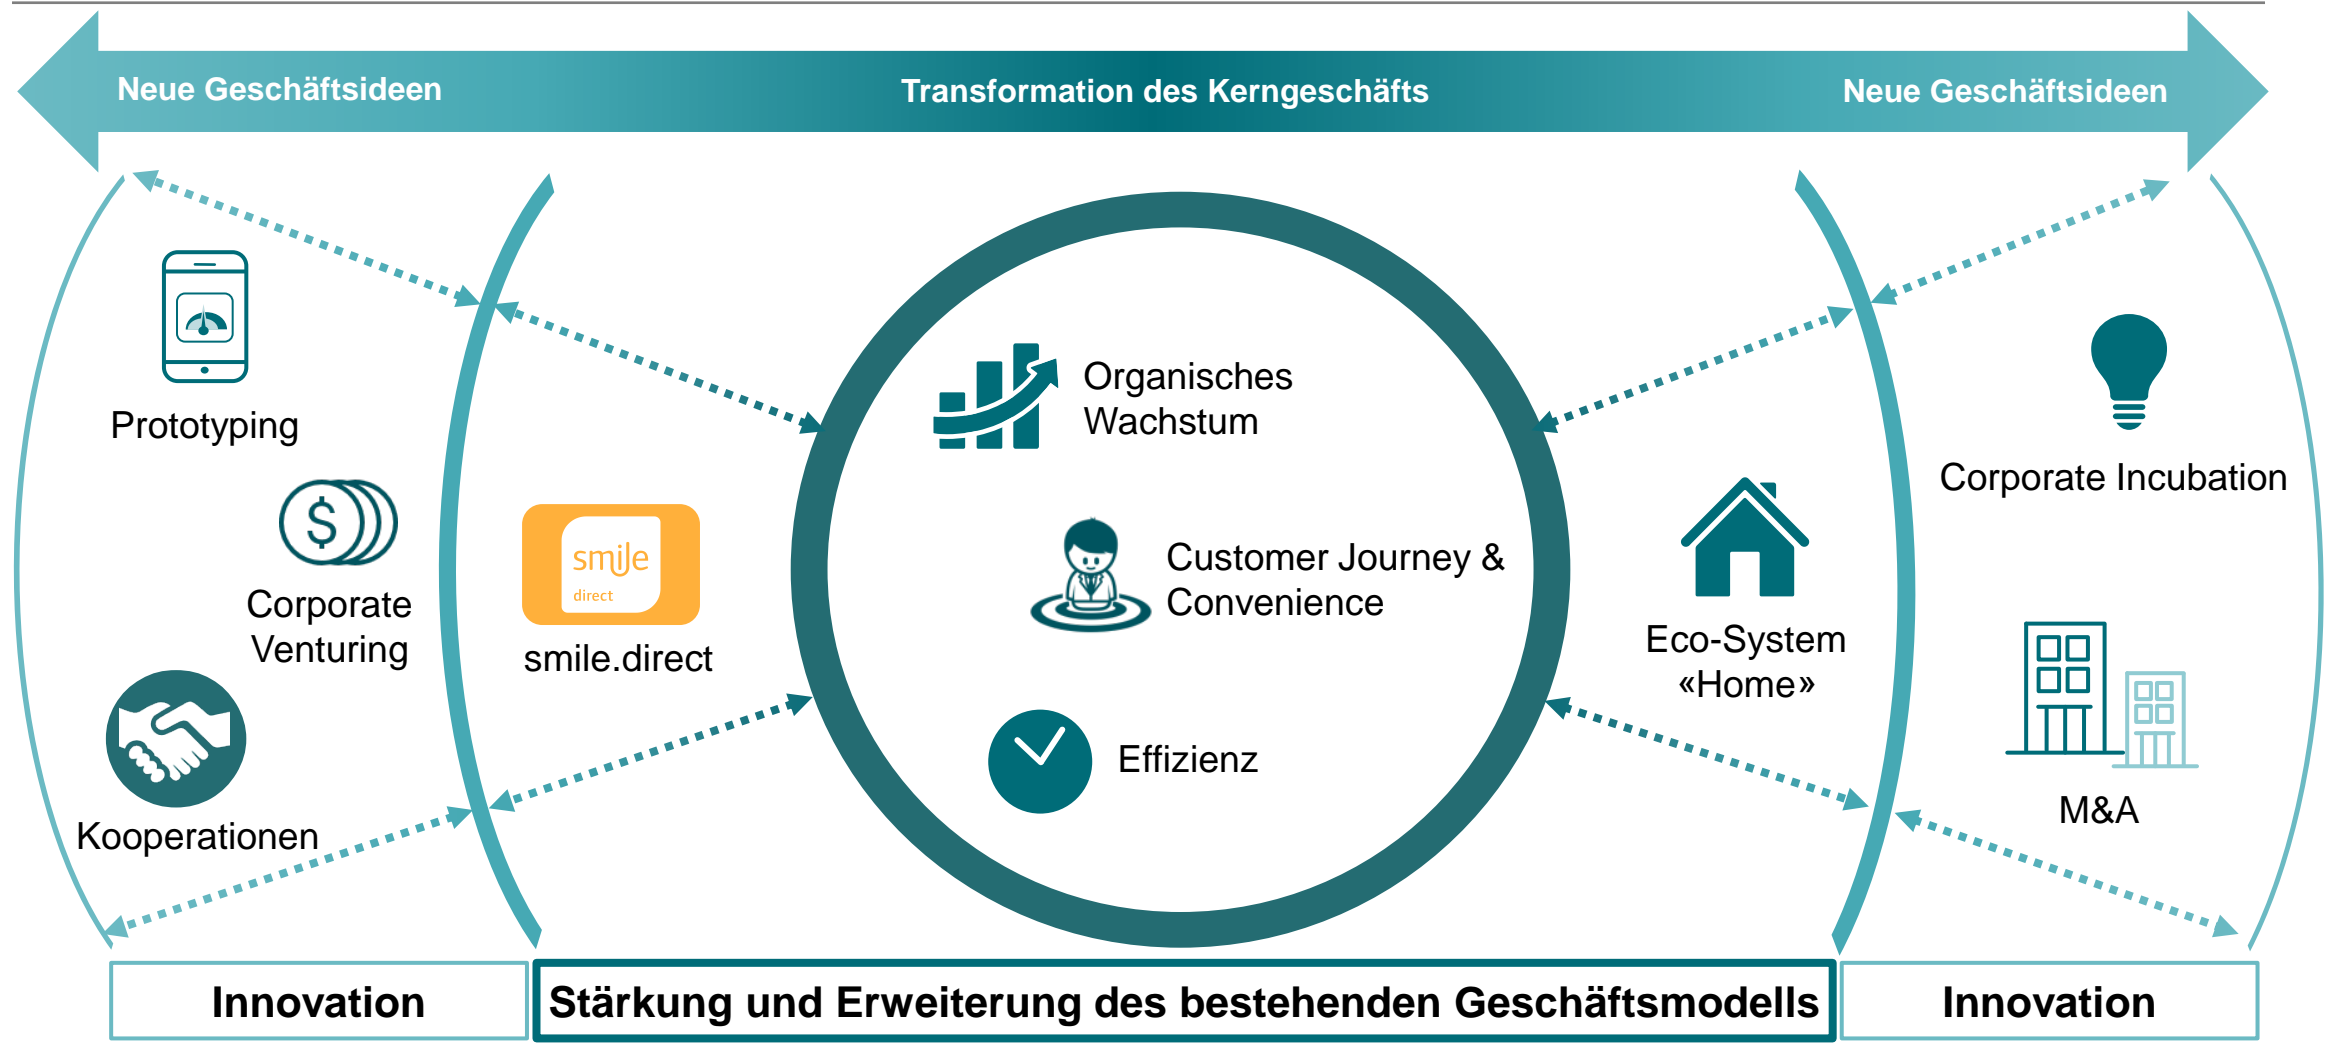 Neue Geschäftsideen
Transformation des Kerngeschäfts
Neue Geschäftsideen
Prototyping
$
Corporate
Venturing
Kooperationen
smile
direct
smile.direct
Organisches
Wachstum
Customer Journey &
Convenience
Effizienz
Eco-System
«Home»
Corporate Incubation
M&A
Innovation
Stärkung und Erweiterung des bestehenden Geschäftsmodells
Innovation